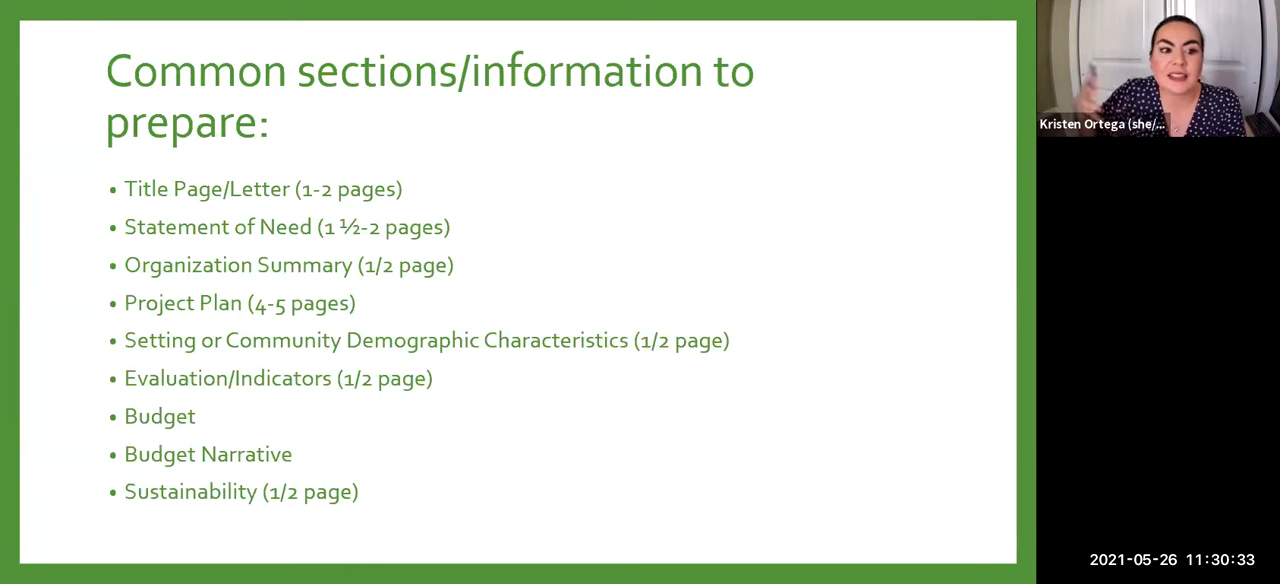 Common sections/information to
prepare:
• Title Page/Letter (1-2 pages)
• Statement of Need (1 ½-2 pages)
• Organization Summary (1/2 page)
• Project Plan (4-5 pages)
• Setting or Community Demographic Characteristics (1/2 page)
• Evaluation/Indicators (1/2 page)
• Budget
• Budget Narrative
• Sustainability (1/2 page)
Kristen Ortega (she/...
2021-05-26 11:30:33